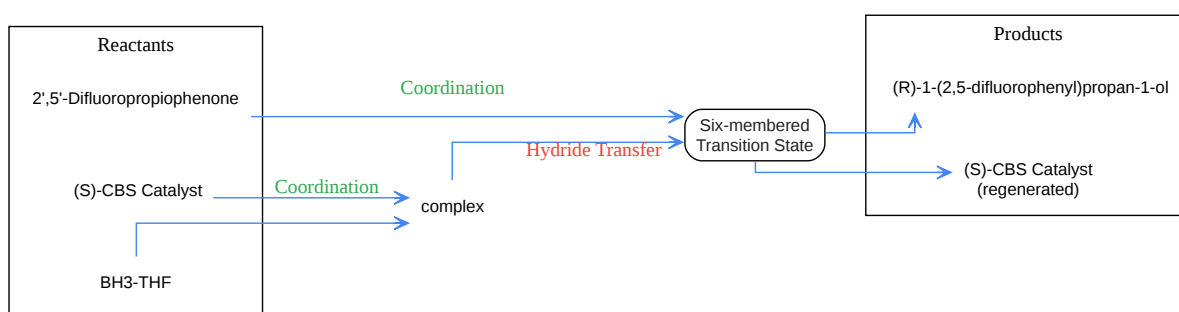 Reactants
2',5'-Difluoropropiophenone
(S)-CBS Catalyst
BH3-THF
Coordination
Coordination
complex
Hydride Transfer
Six-membered
Transition State
Products
(R)-1-(2,5-difluorophenyl)propan-1-ol
(S)-CBS Catalyst
(regenerated)